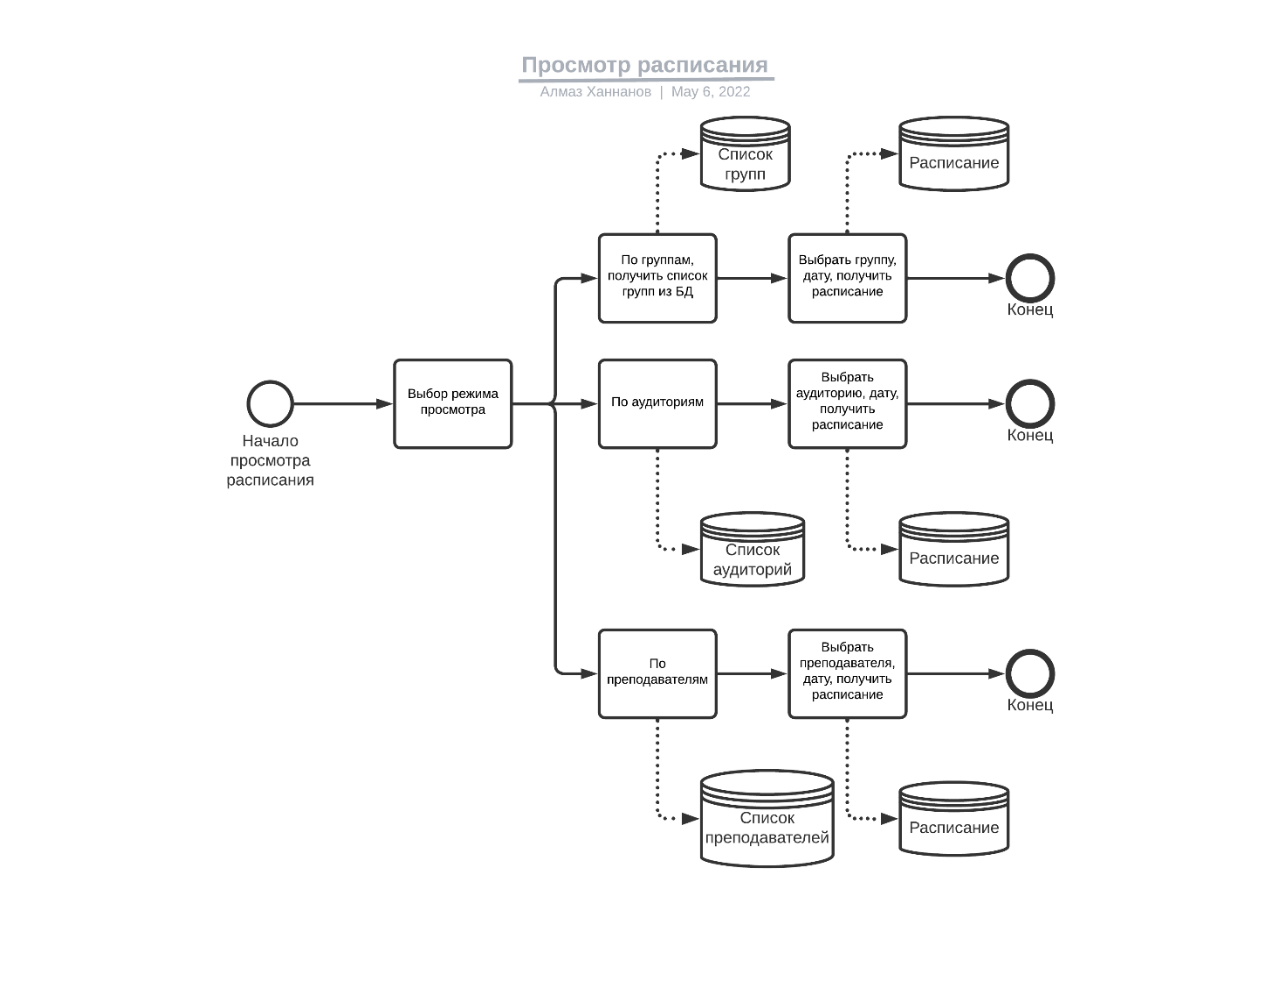 Просмотр расписания
Алмаз Ханнанов | May 6, 2022
Список
групп
Расписание
По группам,
получить список
групп из БД
Выбрать группу,
дату, получить
расписание
Конец
Начало
просмотра
расписания
Выбор режима
просмотра
По аудиториям
Выбрать
аудиторию, дату,
получить
расписание
Конец
Список
аудиторий
Расписание
По
преподавателям
Выбрать
преподавателя,
дату, получить
расписание
Конец
Список
преподавателей
Расписание